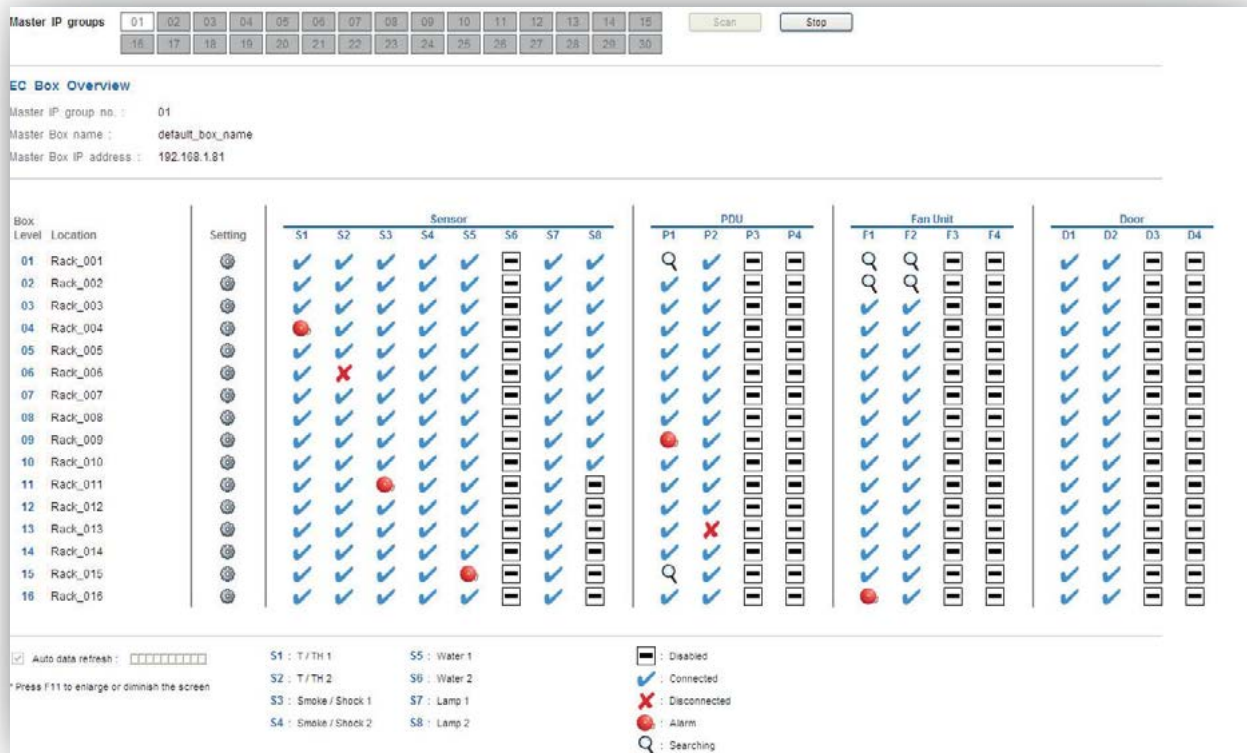 Master IP groups 01 02 03 04 05 06 07 08 09 10 11 12 13 14 15 Scan Stop
16 17 18 19 20 21 22 23 24 25 26 27 28 29 30
EC Box Overview
Master IP group no. : 01
Master Box name : default_box_name
Master Box IP address : 192.168.1.81
Box Sensor PDU Fan Unit Door
Level Location Setting S1 S2 S3 S4 S5 S6 S7 S8 P1 P2 P3 P4 F1 F2 F3 F4 D1 D2 D3 D4
01 Rack_001
02 Rack_002
03 Rack_003
04 Rack_004
05 Rack_005
06 Rack_006
07 Rack_007
08 Rack_008
09 Rack_009
10 Rack_010
11 Rack_011
12 Rack_012
13 Rack_013
14 Rack_014
15 Rack_015
16 Rack_016
Auto data refresh : S1 : T / TH 1 S5 : Water 1 : Disabled
S2 : T / TH 2 S6 : Water 2 : Connected
* Press F11 to enlarge or diminish the screen
S3 : Smoke / Shock 1 S7 : Lamp 1 : Disconnected
S4 : Smoke / Shock 2 S8 : Lamp 2 : Alarm
: Searching